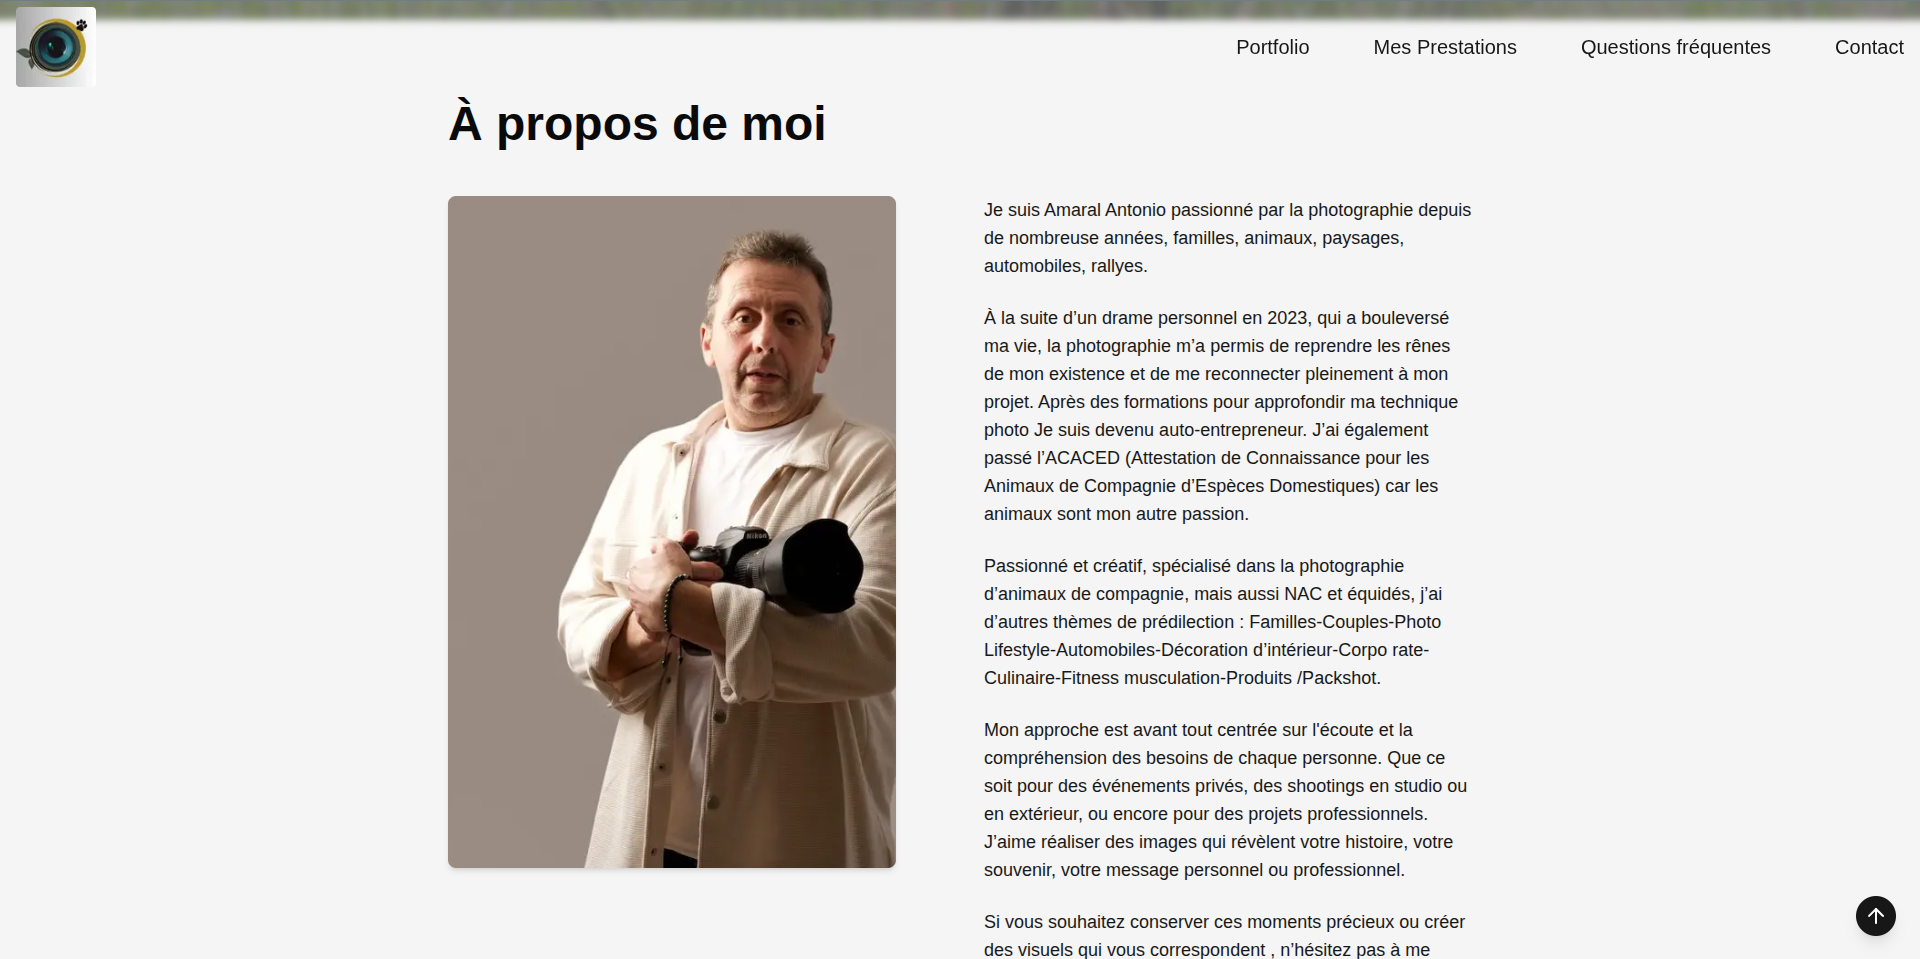 Portfolio
Mes Prestations
Questions fréquentes
Contact
À propos de moi
Nikon
Je suis Amaral Antonio passionné par la photographie depuis
de nombreuse années, familles, animaux, paysages,
automobiles, rallyes.
À la suite d’un drame personnel en 2023, qui a bouleversé
ma vie, la photographie m’a permis de reprendre les rênes
de mon existence et de me reconnecter pleinement à mon
projet. Après des formations pour approfondir ma technique
photo Je suis devenu auto-entrepreneur. J’ai également
passé l’ACACED (Attestation de Connaissance pour les
Animaux de Compagnie d’Espèces Domestiques) car les
animaux sont mon autre passion.
Passionné et créatif, spécialisé dans la photographie
d’animaux de compagnie, mais aussi NAC et équidés, j’ai
d’autres thèmes de prédilection : Familles-Couples-Photo
Lifestyle-Automobiles-Décoration d’intérieur-Corpo rate-
Culinaire-Fitness musculation-Produits /Packshot.
Mon approche est avant tout centrée sur l'écoute et la
compréhension des besoins de chaque personne. Que ce
soit pour des événements privés, des shootings en studio ou
en extérieur, ou encore pour des projets professionnels.
J’aime réaliser des images qui révèlent votre histoire, votre
souvenir, votre message personnel ou professionnel.
Si vous souhaitez conserver ces moments précieux ou créer
des visuels qui vous correspondent , n’hésitez pas à me